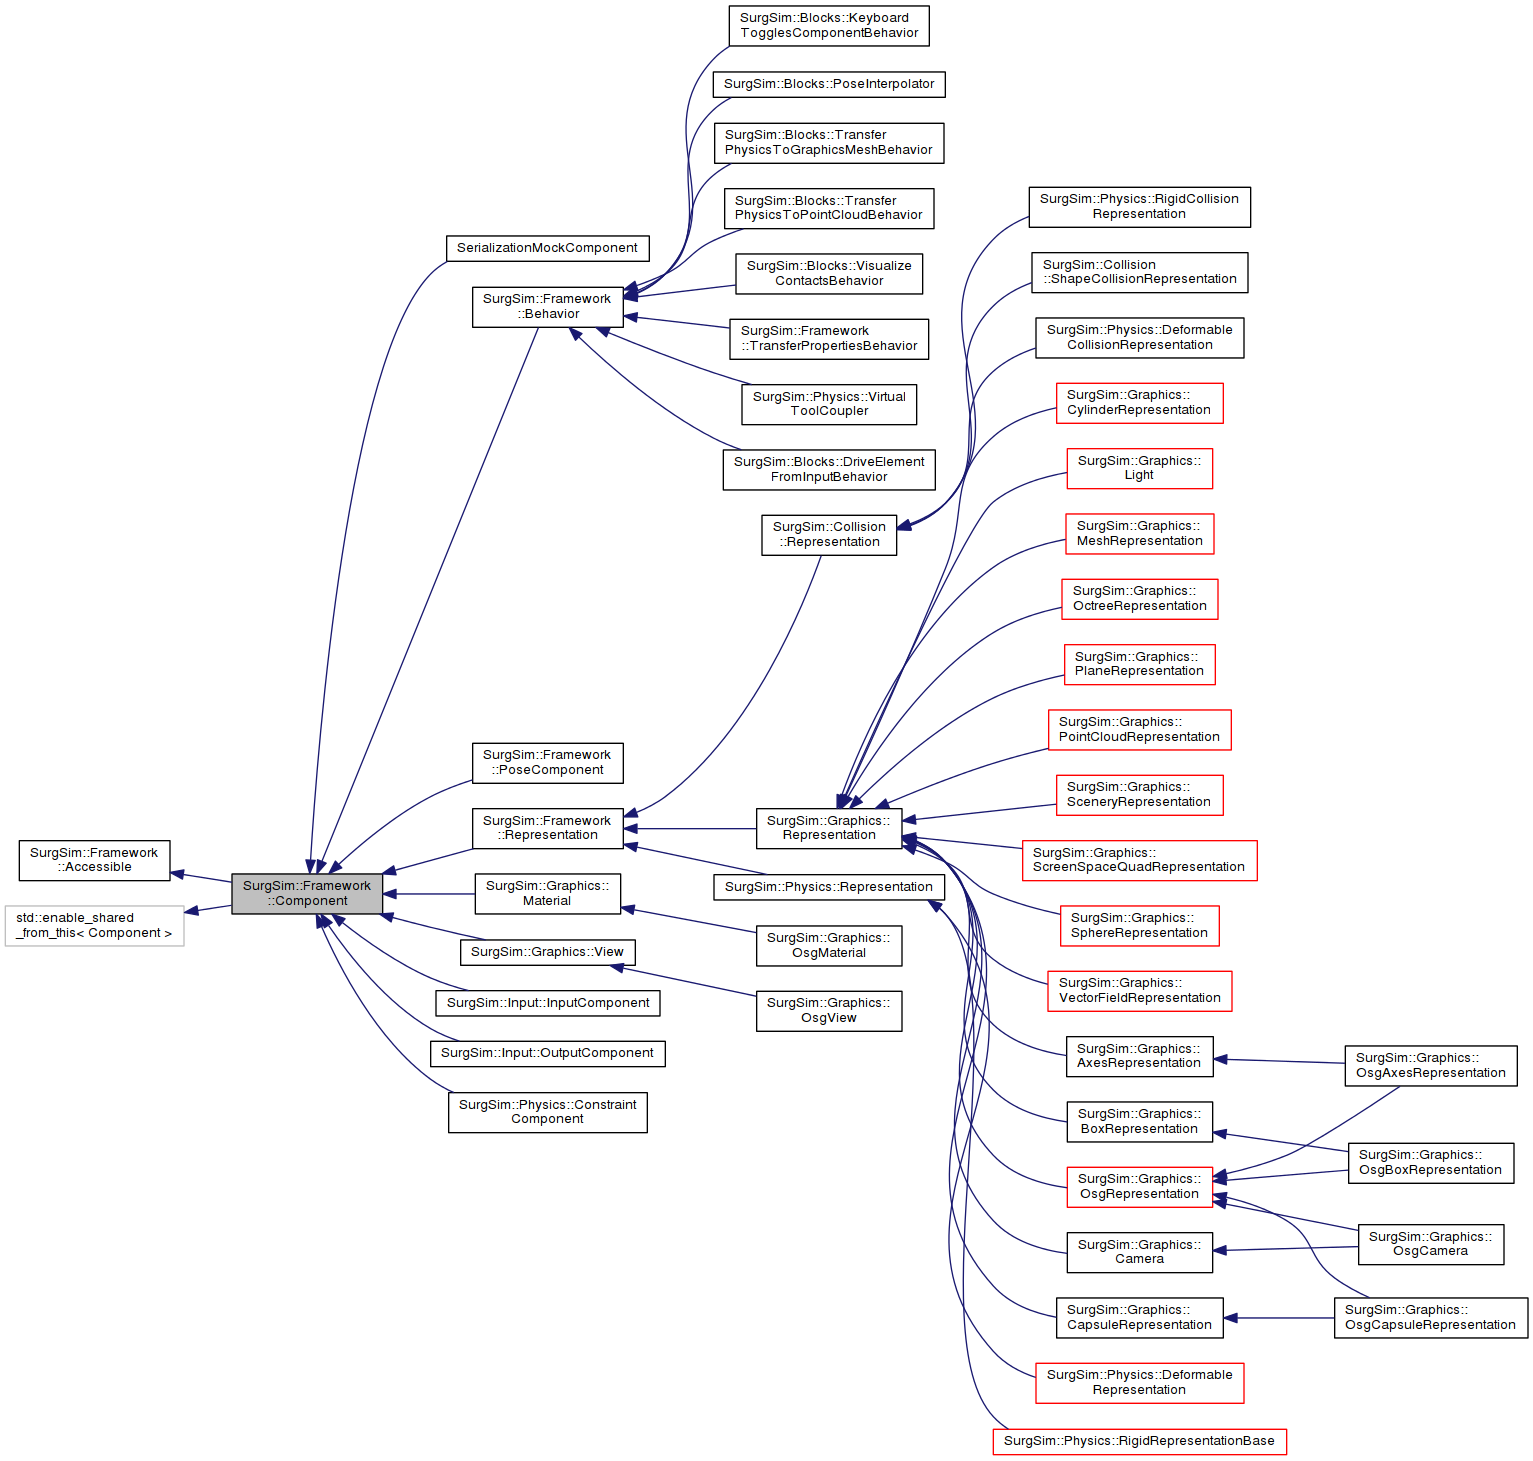 SurgSim::Framework
::Accessible
std::enable_shared
_from_this< Component >
SurgSim::Framework
::Component
SerializationMockComponent
SurgSim::Framework
::Behavior
SurgSim::Framework
::PoseComponent
SurgSim::Framework
::Representation
SurgSim::Graphics::
Material
SurgSim::Graphics::View
SurgSim::Input::InputComponent
SurgSim::Input::OutputComponent
SurgSim::Physics::Constraint
Component
SurgSim::Blocks::Keyboard
TogglesComponentBehavior
SurgSim::Blocks::PoseInterpolator
SurgSim::Blocks::Transfer
PhysicsToGraphicsMeshBehavior
SurgSim::Blocks::Transfer
PhysicsToPointCloudBehavior
SurgSim::Blocks::Visualize
ContactsBehavior
SurgSim::Framework
::TransferPropertiesBehavior
SurgSim::Physics::Virtual
ToolCoupler
SurgSim::Blocks::DriveElement
FromInputBehavior
SurgSim::Collision
::Representation
SurgSim::Graphics::
Representation
SurgSim::Physics::Representation
SurgSim::Graphics::
OsgMaterial
SurgSim::Graphics::
OsgView
SurgSim::Physics::RigidCollision
Representation
SurgSim::Collision
::ShapeCollisionRepresentation
SurgSim::Physics::Deformable
CollisionRepresentation
SurgSim::Graphics::
CylinderRepresentation
SurgSim::Graphics::
Light
SurgSim::Graphics::
MeshRepresentation
SurgSim::Graphics::
OctreeRepresentation
SurgSim::Graphics::
PlaneRepresentation
SurgSim::Graphics::
PointCloudRepresentation
SurgSim::Graphics::
SceneryRepresentation
SurgSim::Graphics::
ScreenSpaceQuadRepresentation
SurgSim::Graphics::
SphereRepresentation
SurgSim::Graphics::
VectorFieldRepresentation
SurgSim::Graphics::
AxesRepresentation
SurgSim::Graphics::
BoxRepresentation
SurgSim::Graphics::
OsgRepresentation
SurgSim::Graphics::
Camera
SurgSim::Graphics::
CapsuleRepresentation
SurgSim::Physics::Deformable
Representation
SurgSim::Physics::RigidRepresentationBase
SurgSim::Graphics::
OsgAxesRepresentation
SurgSim::Graphics::
OsgBoxRepresentation
SurgSim::Graphics::
OsgCamera
SurgSim::Graphics::
OsgCapsuleRepresentation